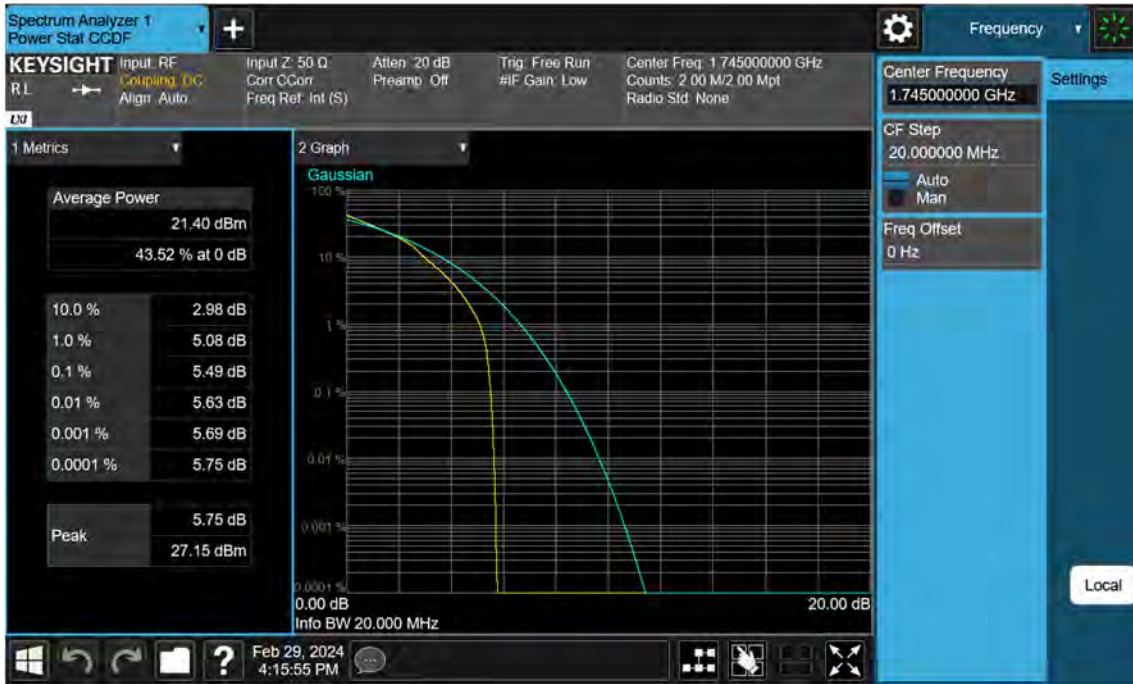 Spectrum Analyzer 1
Power Stat CCDF
Frequency
KEYSIGHT
Input: RF
Input Z: 50 Ω
Atten: 20 dB
Trig: Free Run
Center Freq: 1.745000000 GHz
R L
Coupling: DC
Corr CCorr
Preamp: Off
#IF Gain: Low
Counts: 2.00 M/2.00 Mpt
Align: Auto
Freq Ref: Int (S)
Radio Std: None
LXI
Center Frequency
1.745000000 GHz
Settings
CF Step
20.000000 MHz
Auto
Man
Freq Offset
0 Hz
Local
1 Metrics
Average Power
21.40 dBm
43.52 % at 0 dB
10.0 % 2.98 dB
1.0 % 5.08 dB
0.1 % 5.49 dB
0.01 % 5.63 dB
0.001 % 5.69 dB
0.0001 % 5.75 dB
Peak
5.75 dB
27.15 dBm
2 Graph
Gaussian
100 %
10 %
1 %
0.1 %
0.01 %
0.001 %
0.0001 %
0.00 dB 20.00 dB
Info BW 20.000 MHz
?
Feb 29, 2024
4:15:55 PM